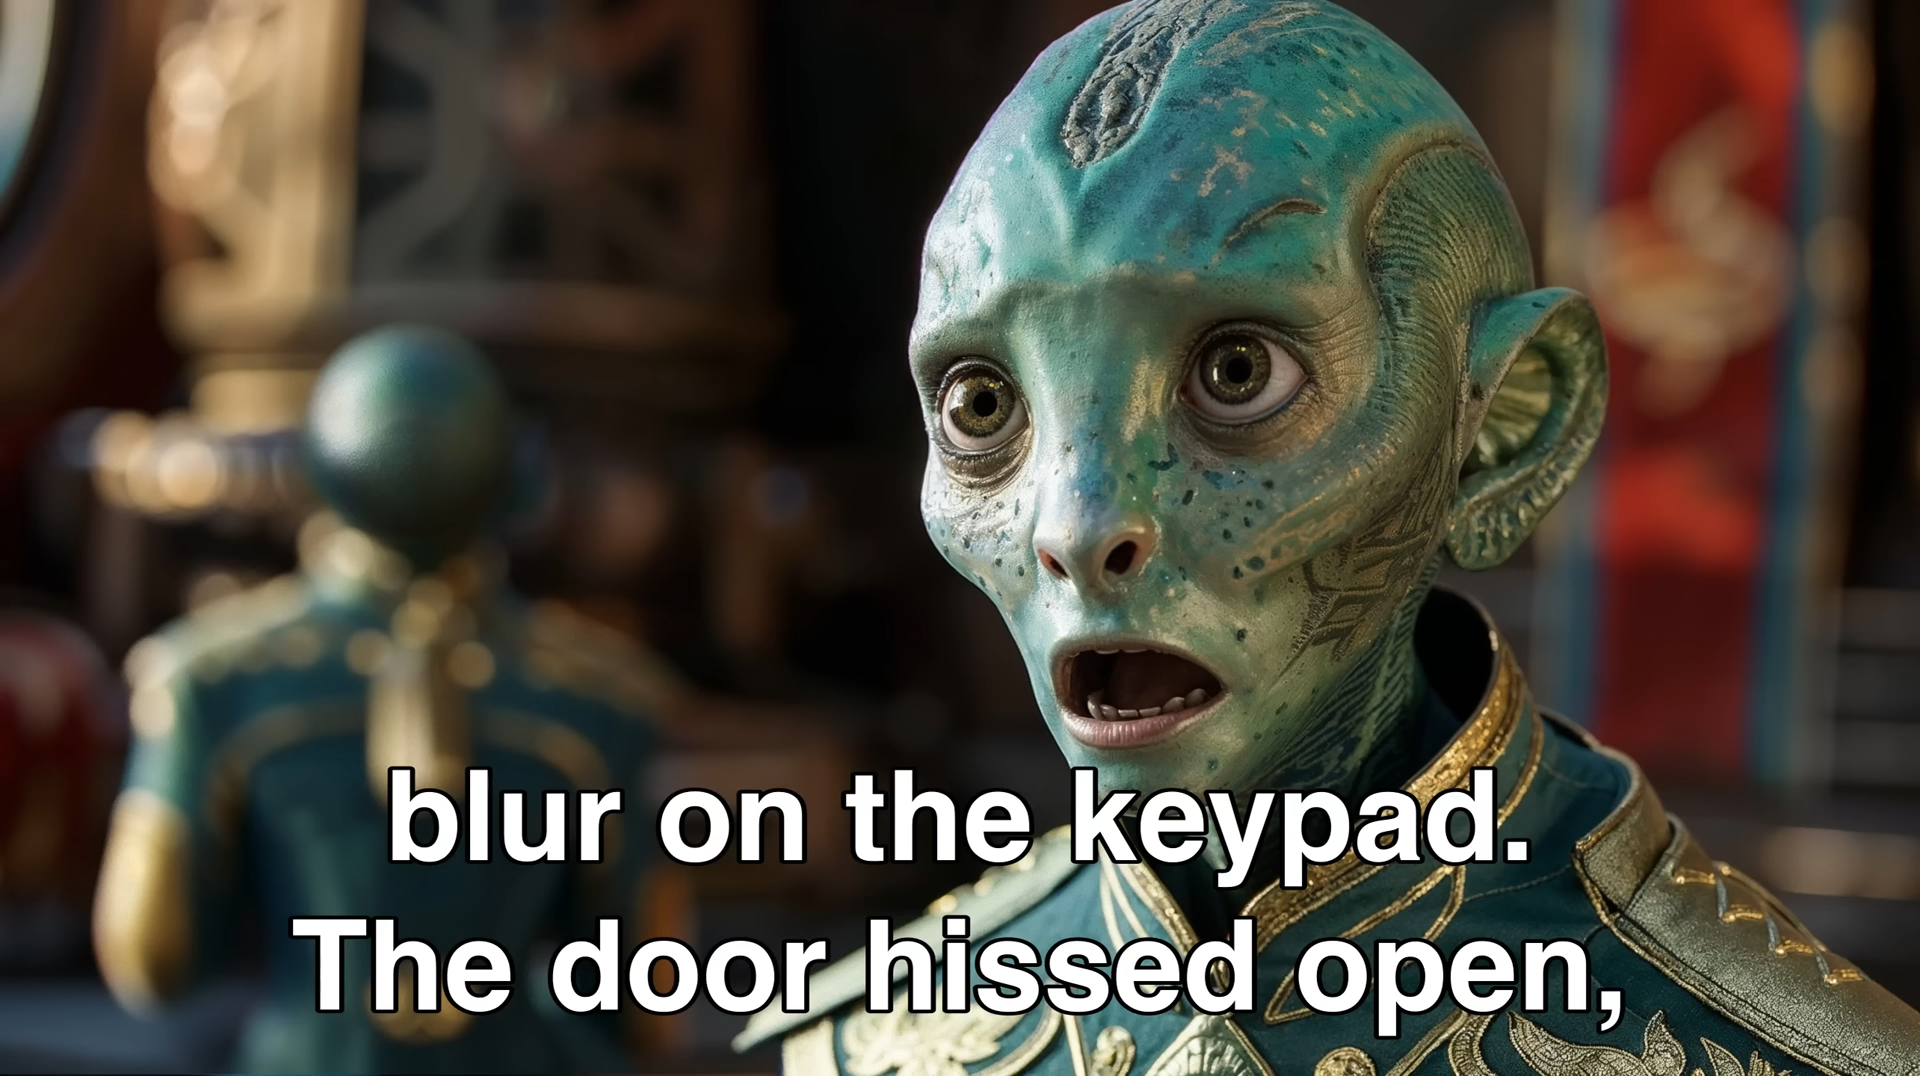 blur on the keypad.
The door hissed open,